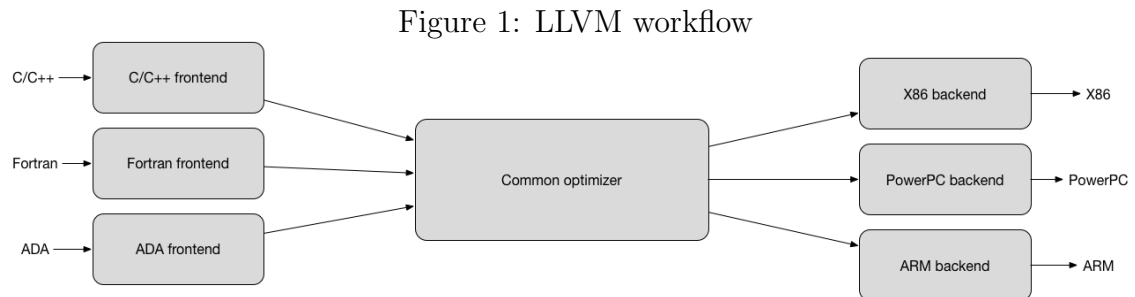 Figure 1: LLVM workflow
C/C++
C/C++ frontend
Fortran
Fortran frontend
ADA
ADA frontend
Common optimizer
X86 backend
X86
PowerPC backend
PowerPC
ARM backend
ARM